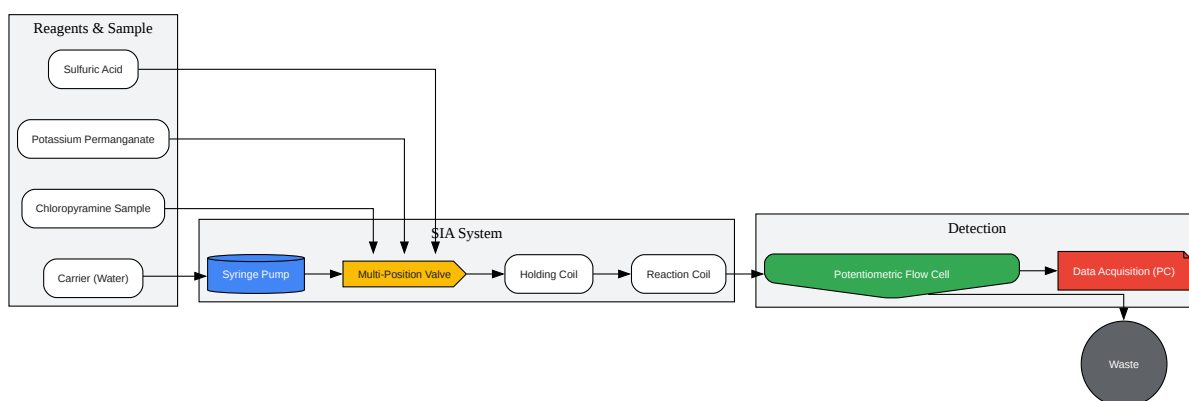 Reagents & Sample
Sulfuric Acid
Potassium Permanganate
Chloropyramine Sample
Carrier (Water)
SIA System
Syringe Pump
Multi-Position Valve
Holding Coil
Reaction Coil
Detection
Potentiometric Flow Cell
Data Acquisition (PC)
Waste